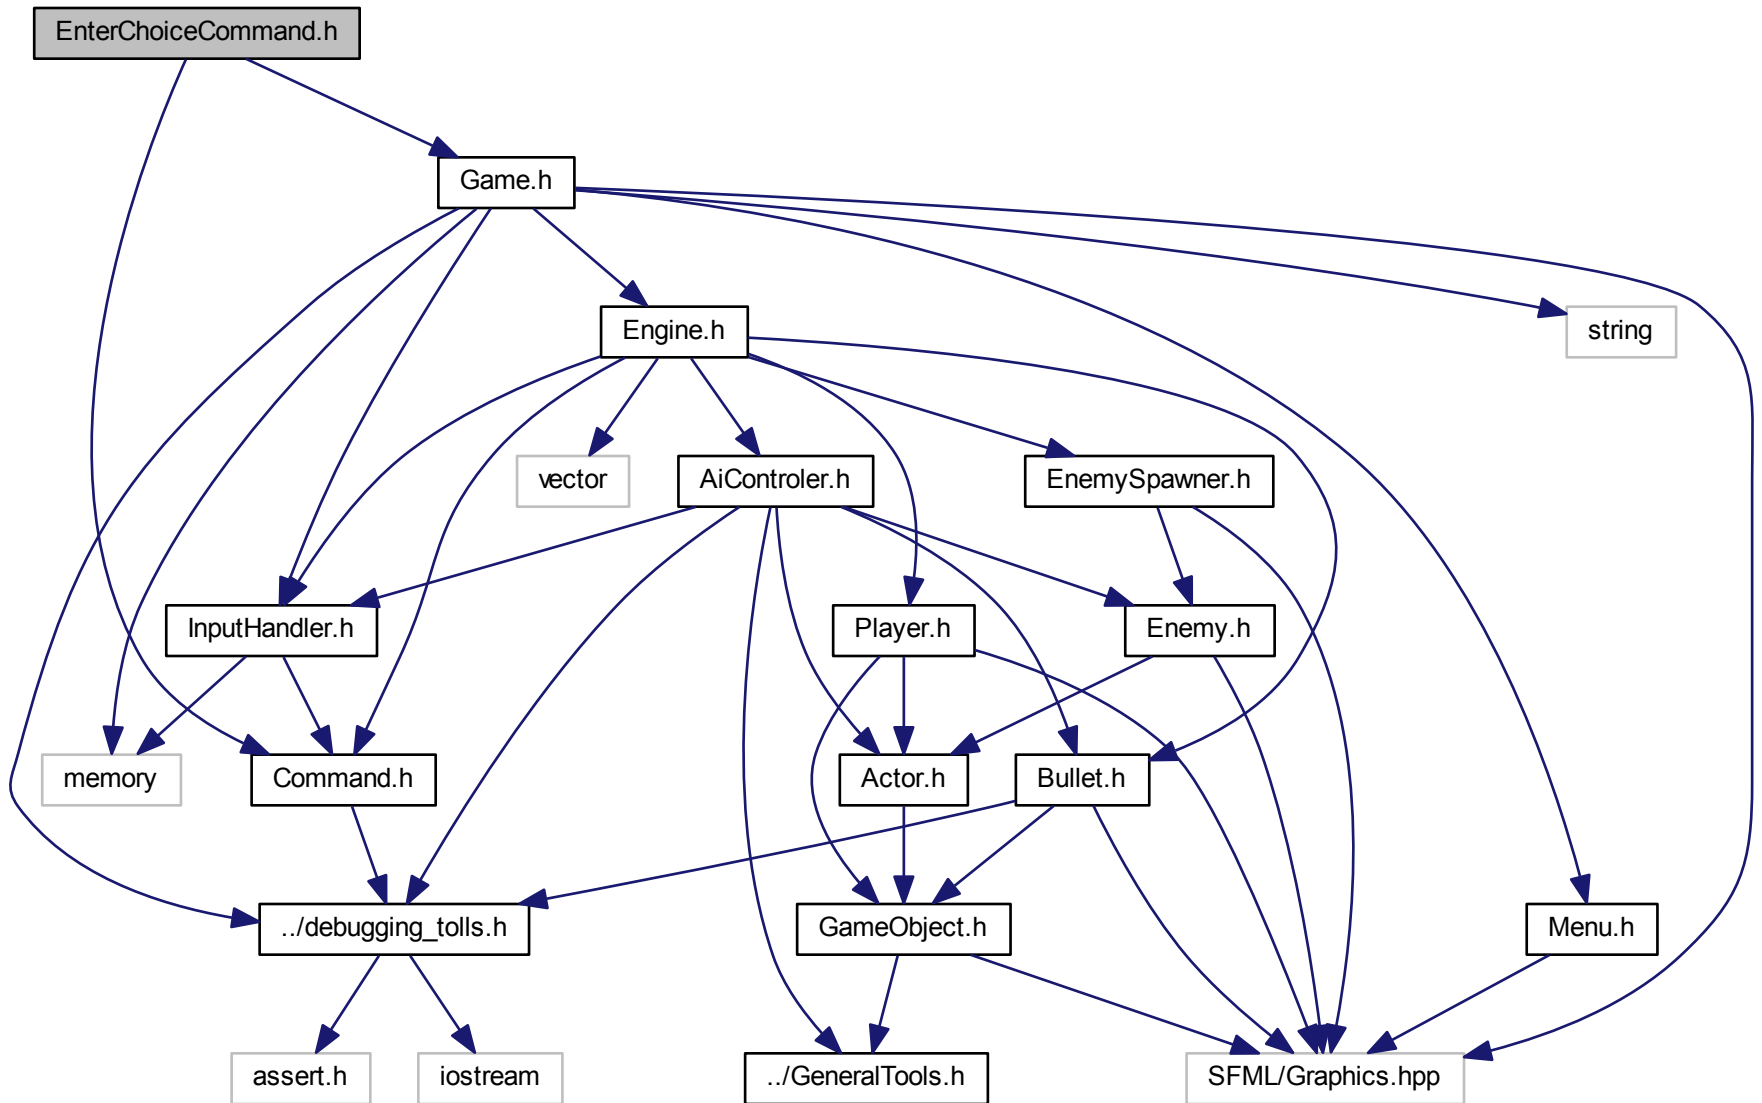 EnterChoiceCommand.h
Game.h
Engine.h
string
vector
AiControler.h
EnemySpawner.h
InputHandler.h
Player.h
Enemy.h
memory
Command.h
Actor.h
Bullet.h
../debugging_tolls.h
GameObject.h
Menu.h
assert.h
iostream
../GeneralTools.h
SFML/Graphics.hpp